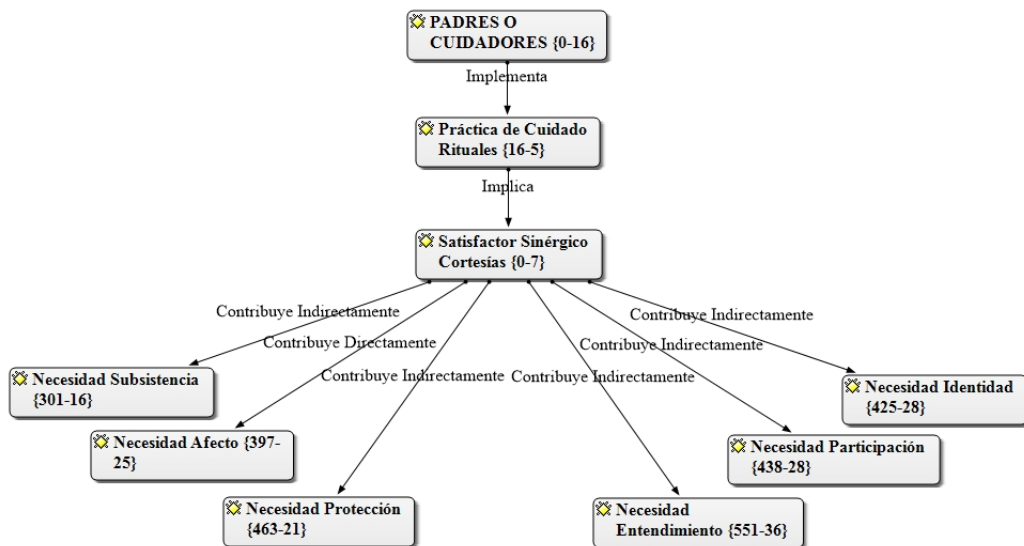 PADRES O
CUIDADORES {0-16}
Implementa
Práctica de Cuidado
Rituales {16-5}
Implica
Satisfactor Sinérgico
Cortesías {0-7}
Contribuye Indirectamente
Contribuye Indirectamente
Contribuye Directamente
Contribuye Indirectamente
Contribuye Indirectamente
Contribuye Indirectamente
Necesidad Subsistencia
{301-16}
Necesidad Identidad
{425-28}
Necesidad Afecto {397-
25}
Necesidad Participación
{438-28}
Necesidad Protección
{463-21}
Necesidad
Entendimiento {551-36}